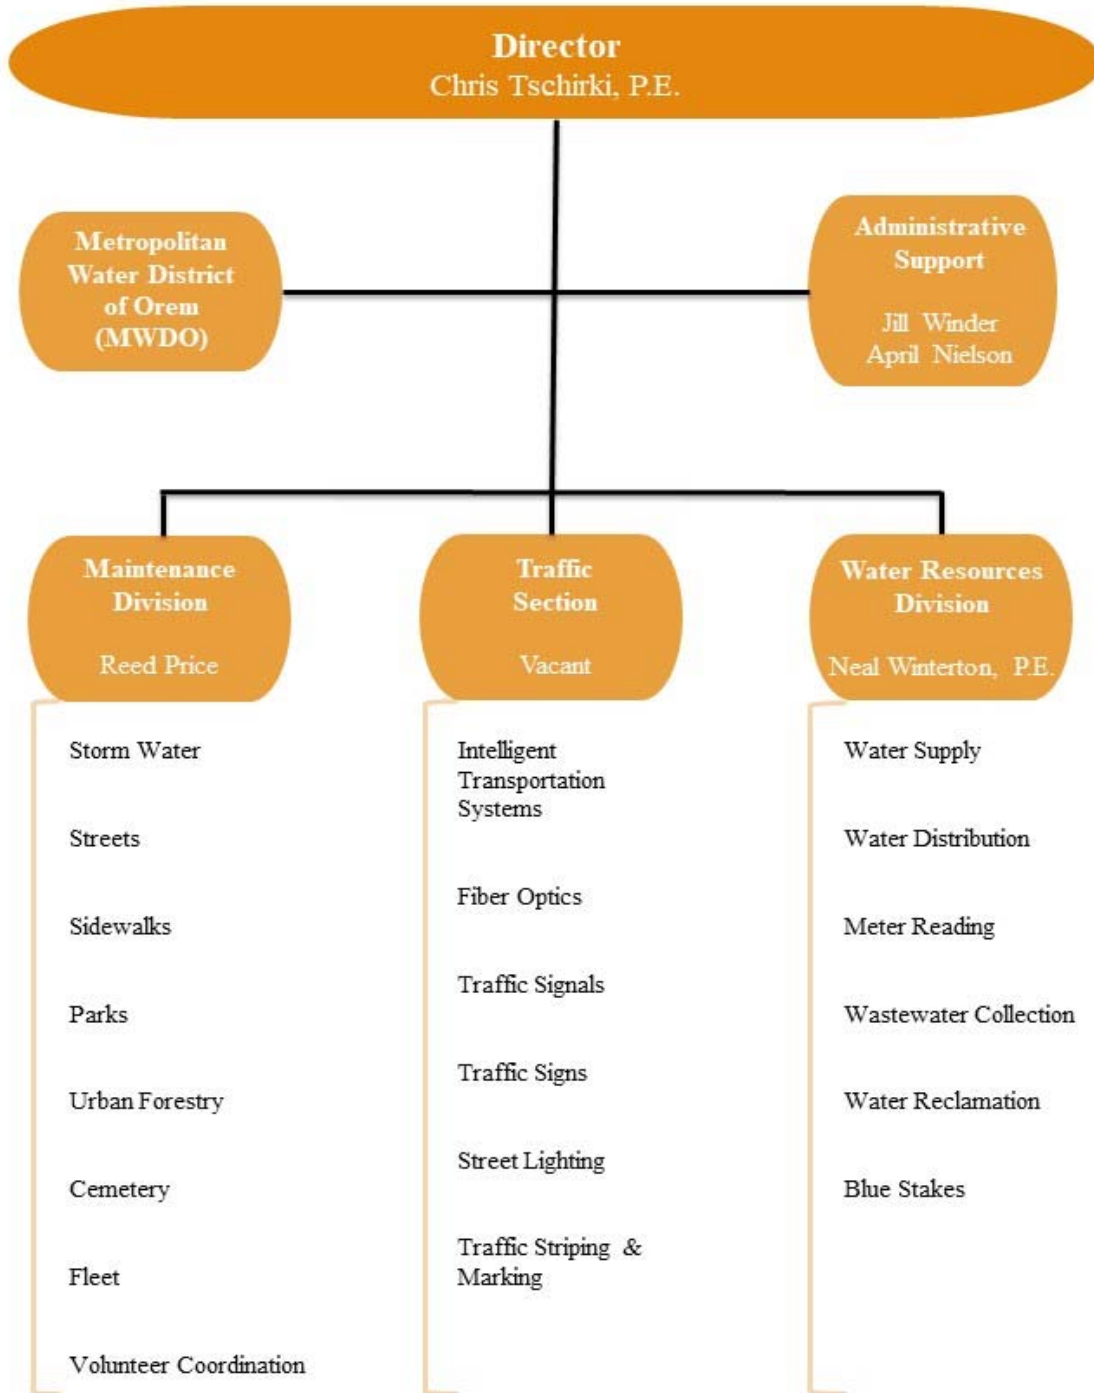 Director
Chris Tschirki, P.E.
Metropolitan
Water District
of Orem
(MWDO)
Administrative
Support
Jill Winder
April Nielson
Maintenance
Division
Reed Price
Traffic
Section
Vacant
Water Resources
Division
Neal Winterton, P.E.
Storm Water
Streets
Sidewalks
Parks
Urban Forestry
Cemetery
Fleet
Volunteer Coordination
Intelligent
Transportation
Systems
Fiber Optics
Traffic Signals
Traffic Signs
Street Lighting
Traffic Striping &
Marking
Water Supply
Water Distribution
Meter Reading
Wastewater Collection
Water Reclamation
Blue Stakes